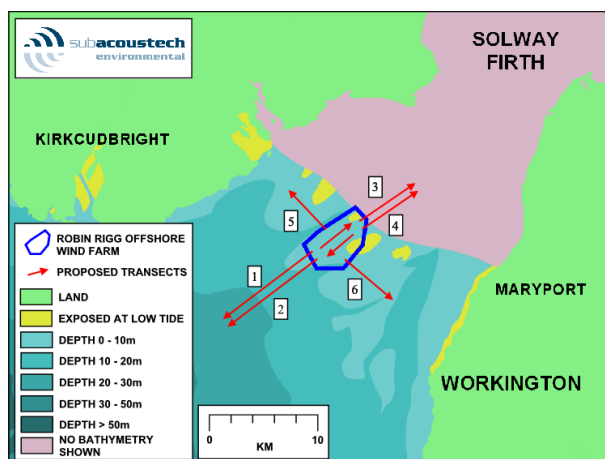 subacoustech
environmental
SOLWAY
FIRTH
KIRKCUDBRIGHT
3
4
5
1
2
6
ROBIN RIGG OFFSHORE
WIND FARM
PROPOSED TRANSECTS
LAND
EXPOSED AT LOW TIDE
DEPTH 0 - 10m
DEPTH 10 - 20m
DEPTH 20 - 30m
DEPTH 30 - 50m
DEPTH > 50m
NO BATHYMETRY
SHOWN
MARYPORT
WORKINGTON
0 10
KM